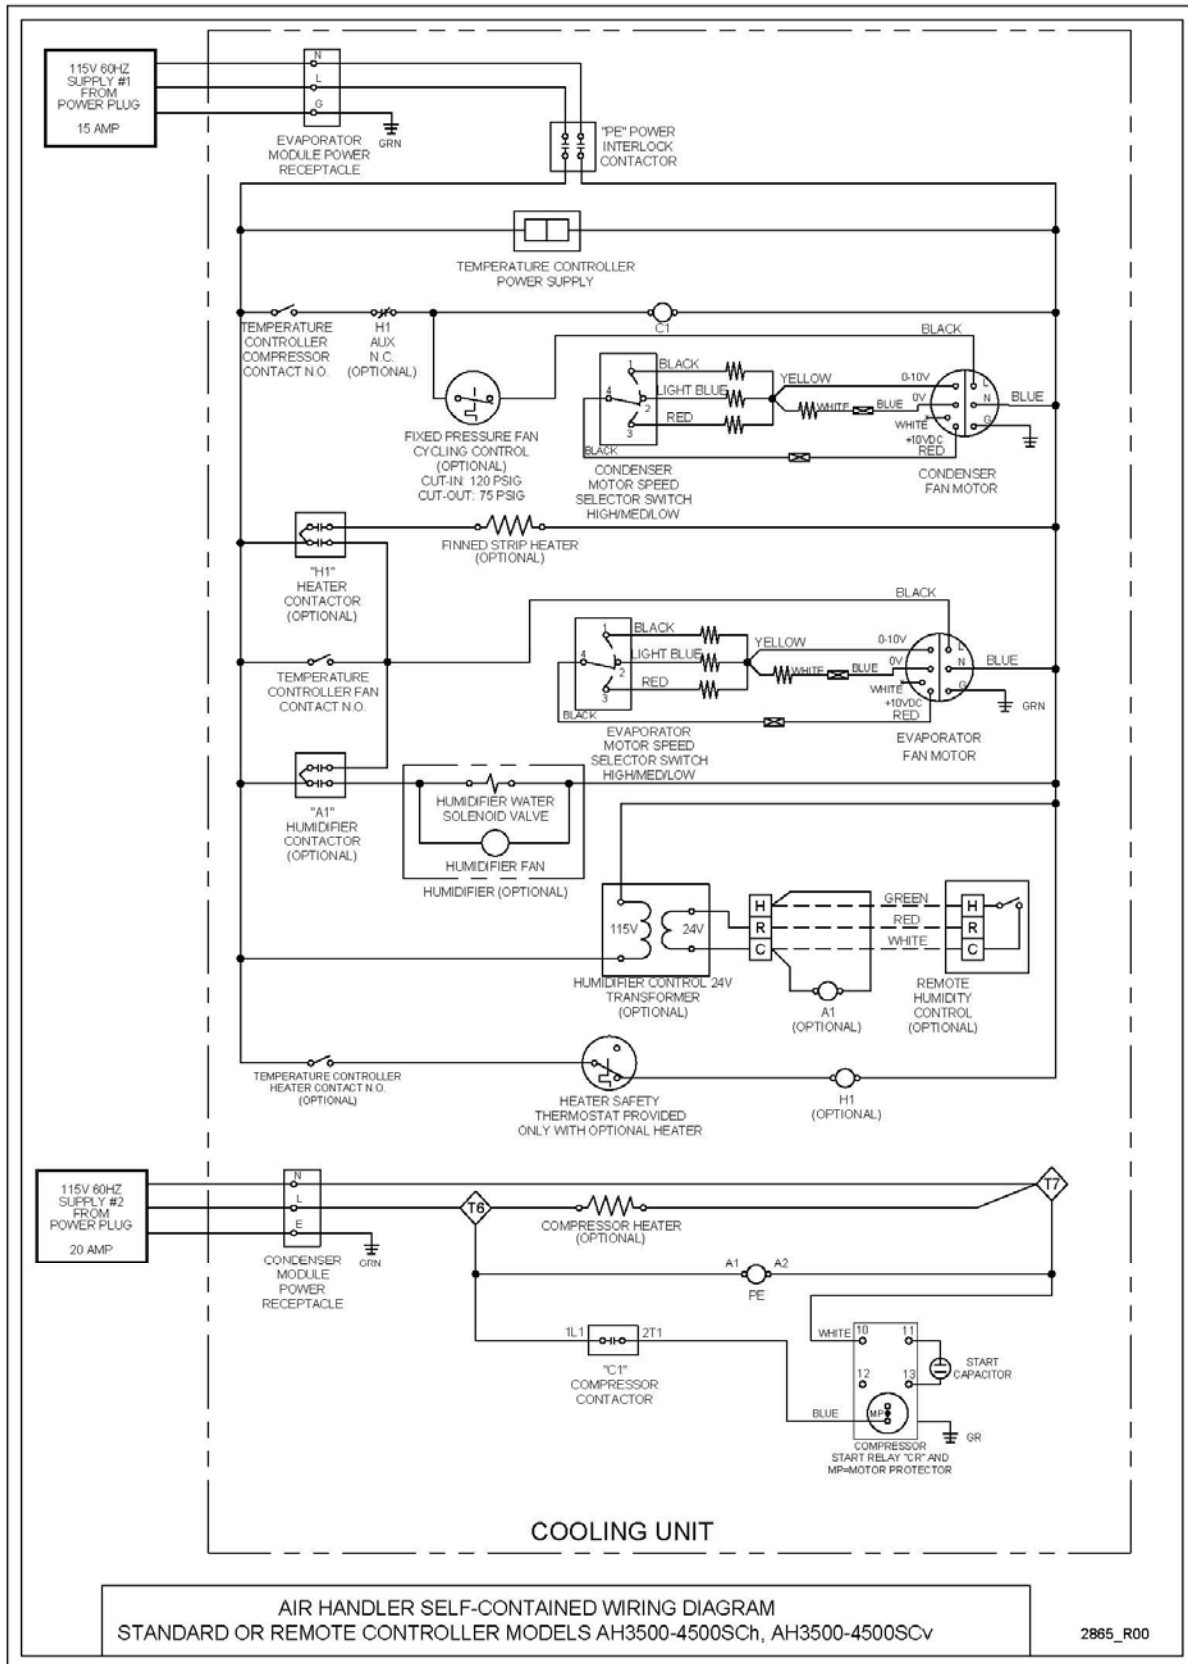 115V 60HZ
SUPPLY #1
FROM
POWER PLUG
15 AMP
N
L
G
GRN
EVAPORATOR
MODULE POWER
RECEPTACLE
"PE" POWER
INTERLOCK
CONTACTOR
TEMPERATURE CONTROLLER
POWER SUPPLY
TEMPERATURE
CONTROLLER
COMPRESSOR
CONTACT N.O.
H1
AUX
N.C.
(OPTIONAL)
C1
BLACK
FIXED PRESSURE FAN
CYCLING CONTROL
(OPTIONAL)
CUT-IN: 120 PSIG
CUT-OUT: 75 PSIG
1
4
2
3
BLACK
LIGHT BLUE
RED
BLACK
YELLOW
WHITE
BLUE
0-10V
0V
WHITE
+10VDC
RED
L
N
G
BLUE
CONDENSER
MOTOR SPEED
SELECTOR SWITCH
HIGH/MED/LOW
CONDENSER
FAN MOTOR
"H1"
HEATER
CONTACTOR
(OPTIONAL)
FINNED STRIP HEATER
(OPTIONAL)
BLACK
TEMPERATURE
CONTROLLER FAN
CONTACT N.O.
1
4
2
3
BLACK
LIGHT BLUE
RED
BLACK
YELLOW
WHITE
BLUE
0-10V
0V
WHITE
+10VDC
RED
L
N
G
BLUE
GRN
EVAPORATOR
MOTOR SPEED
SELECTOR SWITCH
HIGH/MED/LOW
EVAPORATOR
FAN MOTOR
"A1"
HUMIDIFIER
CONTACTOR
(OPTIONAL)
HUMIDIFIER WATER
SOLENOID VALVE
HUMIDIFIER FAN
HUMIDIFIER (OPTIONAL)
115V
24V
HUMIDIFIER CONTROL 24V
TRANSFORMER
(OPTIONAL)
H
R
C
GREEN
RED
WHITE
H
R
C
A1
(OPTIONAL)
REMOTE
HUMIDITY
CONTROL
(OPTIONAL)
TEMPERATURE CONTROLLER
HEATER CONTACT N.O.
(OPTIONAL)
HEATER SAFETY
THERMOSTAT PROVIDED
ONLY WITH OPTIONAL HEATER
H1
(OPTIONAL)
115V 60HZ
SUPPLY #2
FROM
POWER PLUG
20 AMP
N
L
E
GRN
CONDENSER
MODULE
POWER
RECEPTACLE
T6
T7
COMPRESSOR HEATER
(OPTIONAL)
A1
A2
PE
1L1
2T1
"C1"
COMPRESSOR
CONTACTOR
WHITE
10
11
12
13
START
CAPACITOR
BLUE
MP
GR
COMPRESSOR
START RELAY "CR" AND
MP=MOTOR PROTECTOR
COOLING UNIT
AIR HANDLER SELF-CONTAINED WIRING DIAGRAM
STANDARD OR REMOTE CONTROLLER MODELS AH3500-4500SCh, AH3500-4500SCv
2865_R00